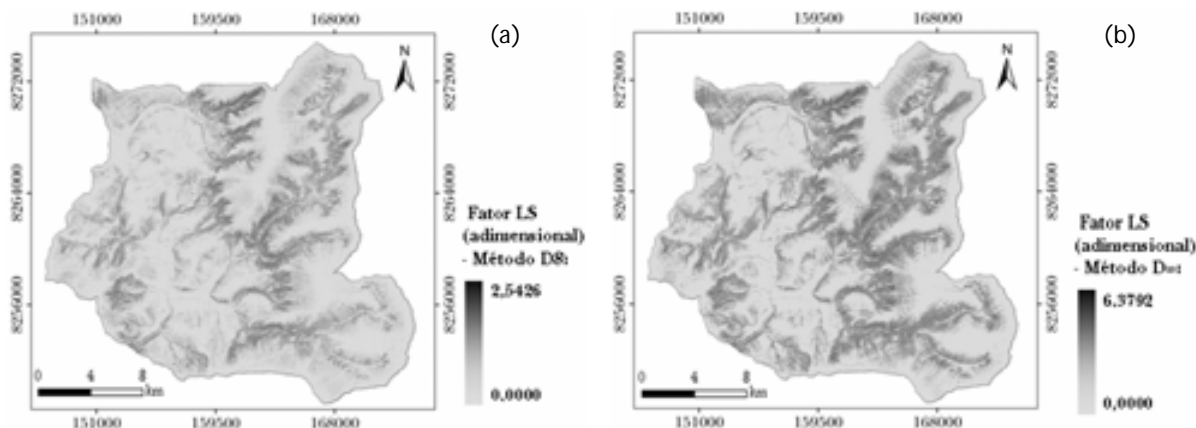 151000 159500 168000
(a)
N
8272000
8264000
8256000
Fator LS
(adimensional)
- Método D8:
2.5426
0,0000
0 4 8
km
151000 159500 168000
151000 159500 168000
(b)
N
8272000
8264000
8256000
Fator LS
(adimensional)
- Método
6.3792
0,0000
0 4 8
km
151000 159500 168000